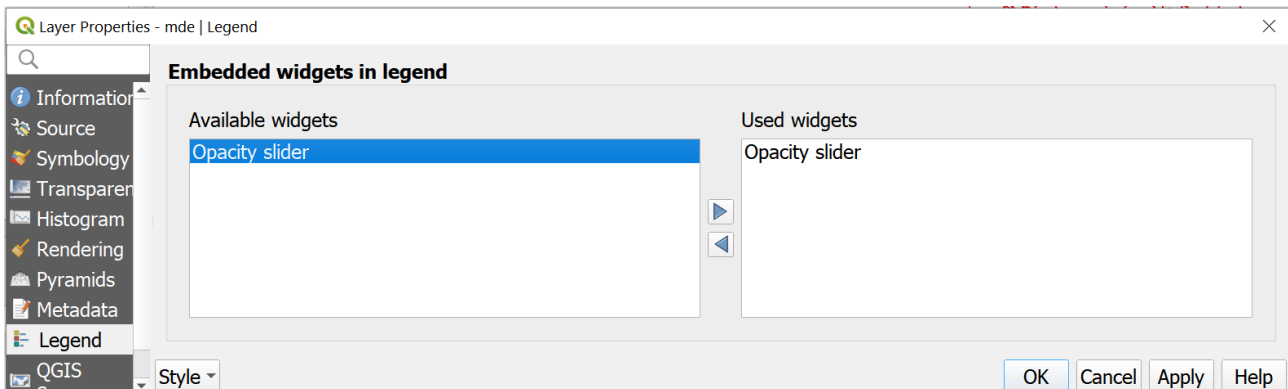 Layer Properties - mde | Legend
Embedded widgets in legend
Information
Source
Symbology
Transparen
Histogram
Rendering
Pyramids
Metadata
Legend
QGIS
Available widgets
Opacity slider
Used widgets
Opacity slider
Style
OK
Cancel
Apply
Help